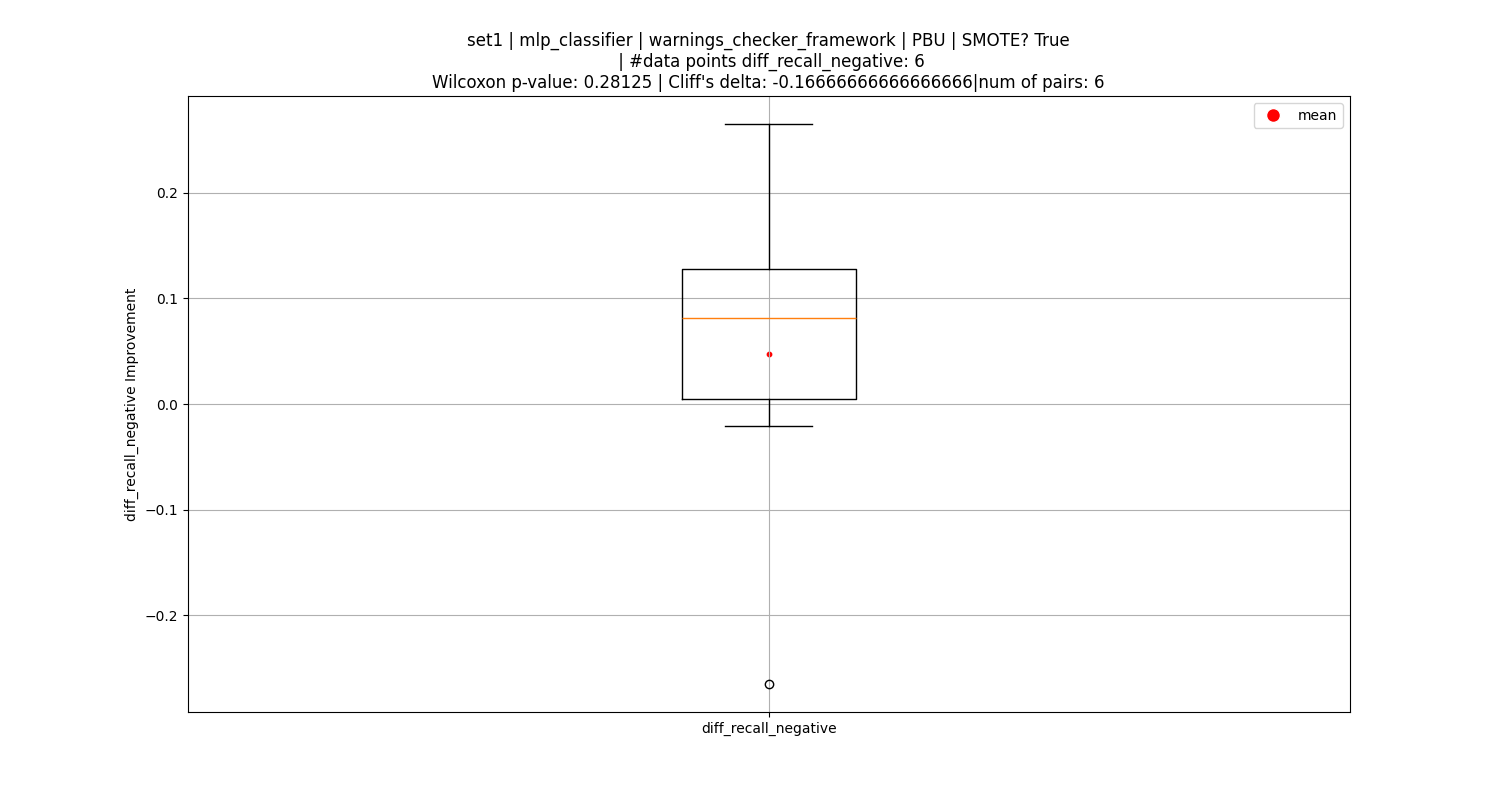 set1 | mlp_classifier | warnings_checker_framework | PBU | SMOTE? True
| #data points diff_recall_negative: 6
Wilcoxon p-value: 0.28125 | Cliff's delta: -0.16666666666666666|num of pairs: 6
mean
0.2
0.1
0.0
−0.1
−0.2
diff_recall_negative Improvement
diff_recall_negative